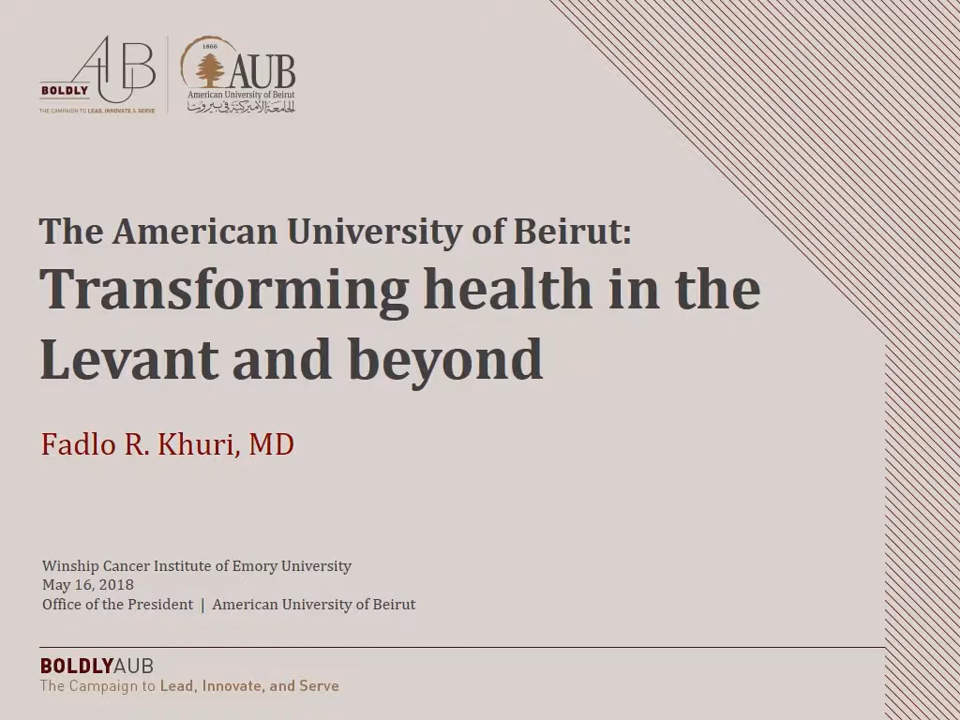 AUB
BOLDLY
THE CAMPAIGN TO LEAD, INNOVATE & SERVE
1866
AUB
American University of Beirut
الجامعة الأميركية في بيروت
The American University of Beirut:
Transforming health in the
Levant and beyond
Fadlo R. Khuri, MD
Winship Cancer Institute of Emory University
May 16, 2018
Office of the President | American University of Beirut
BOLDLYAUB
The Campaign to Lead, Innovate, and Serve